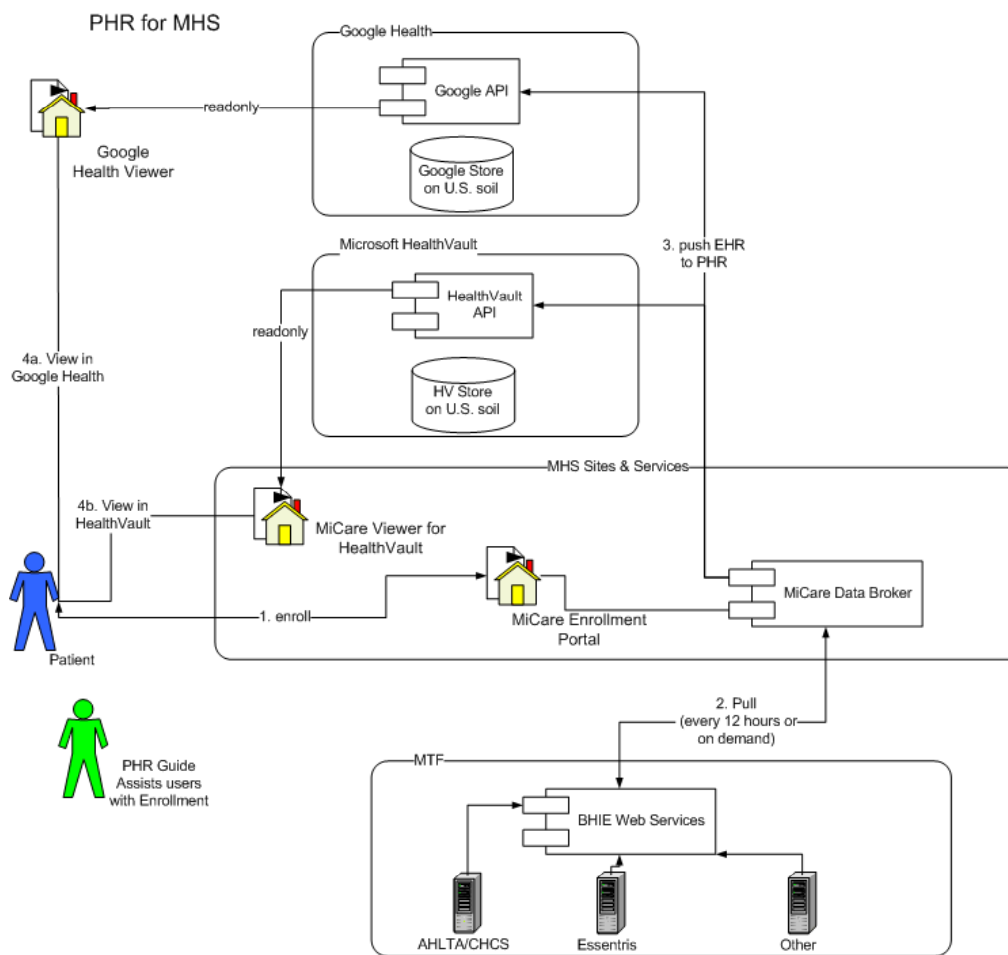 PHR for MHS
Google Health
Google API
readonly
Google
Health Viewer
Google Store
on U.S. soil
Microsoft HealthVault
3. push EHR
to PHR
HealthVault
API
readonly
4a. View in
Google Health
HV Store
on U.S. soil
MHS Sites & Services
4b. View in
HealthVault
MiCare Viewer for
HealthVault
MiCare Data Broker
1. enroll
MiCare Enrollment
Portal
Patient
2. Pull
(every 12 hours or
on demand)
PHR Guide
Assists users
with Enrollment
MTF
BHIE Web Services
AHLTA/CHCS
Essentris
Other